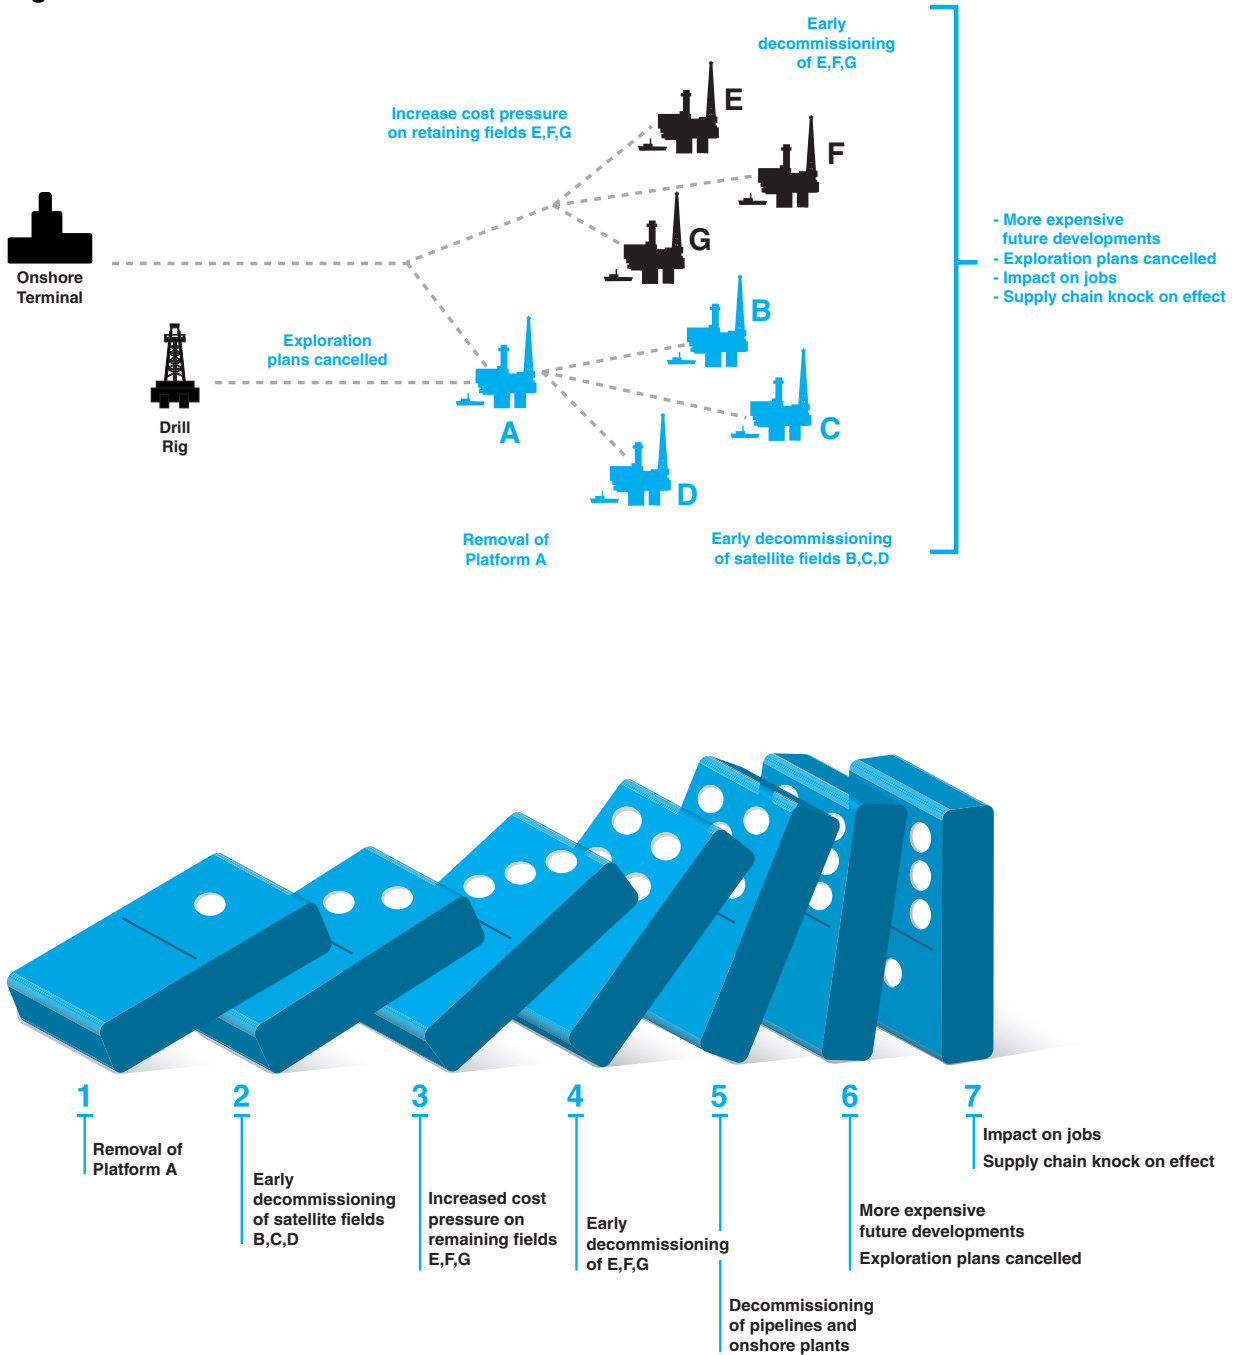 Early
decommissioning
of E,F,G
Increase cost pressure
on retaining fields E,F,G
E
F
G
Onshore
Terminal
- More expensive
future developments
- Exploration plans cancelled
- Impact on jobs
- Supply chain knock on effect
B
Exploration
plans cancelled
A
C
Drill
Rig
D
Removal of
Platform A
Early decommissioning
of satellite fields B,C,D
1
Removal of
Platform A
2
Early
decommissioning
of satellite fields
B,C,D
3
Increased cost
pressure on
remaining fields
E,F,G
4
Early
decommissioning
of E,F,G
5
Decommissioning
of pipelines and
onshore plants
6
More expensive
future developments
Exploration plans cancelled
7
Impact on jobs
Supply chain knock on effect